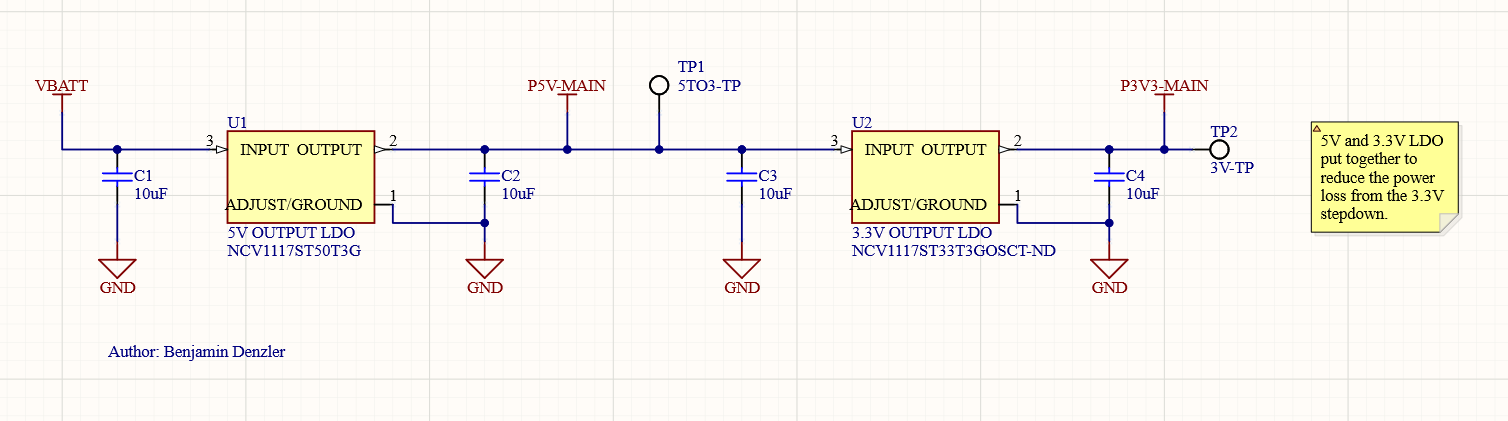 VBATT
P5V-MAIN
TP1
5TO3-TP
P3V3-MAIN
U1
3
INPUT OUTPUT
2
ADJUST/GROUND
1
5V OUTPUT LDO
NCV1117ST50T3G
C1
10uF
GND
C2
10uF
GND
C3
10uF
GND
U2
3
INPUT OUTPUT
2
ADJUST/GROUND
1
3.3V OUTPUT LDO
NCV1117ST33T3GOSCT-ND
C4
10uF
GND
TP2
3V-TP
5V and 3.3V LDO
put together to
reduce the power
loss from the 3.3V
stepdown.
Author: Benjamin Denzler